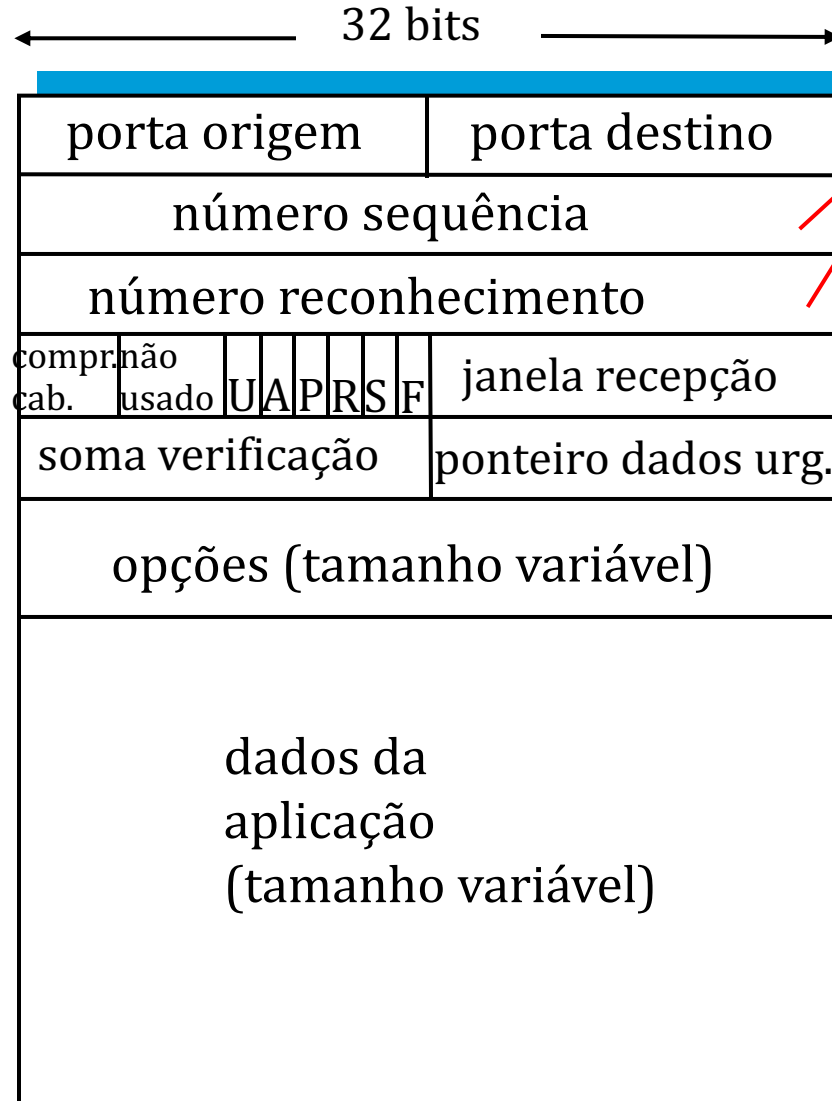 32 bits
porta origem
porta destino
número sequência
número reconhecimento
compr.
cab.
não
usado
U
A
P
R
S
F
janela recepção
soma verificação
ponteiro dados urg.
opções (tamanho variável)
dados da
aplicação
(tamanho variável)